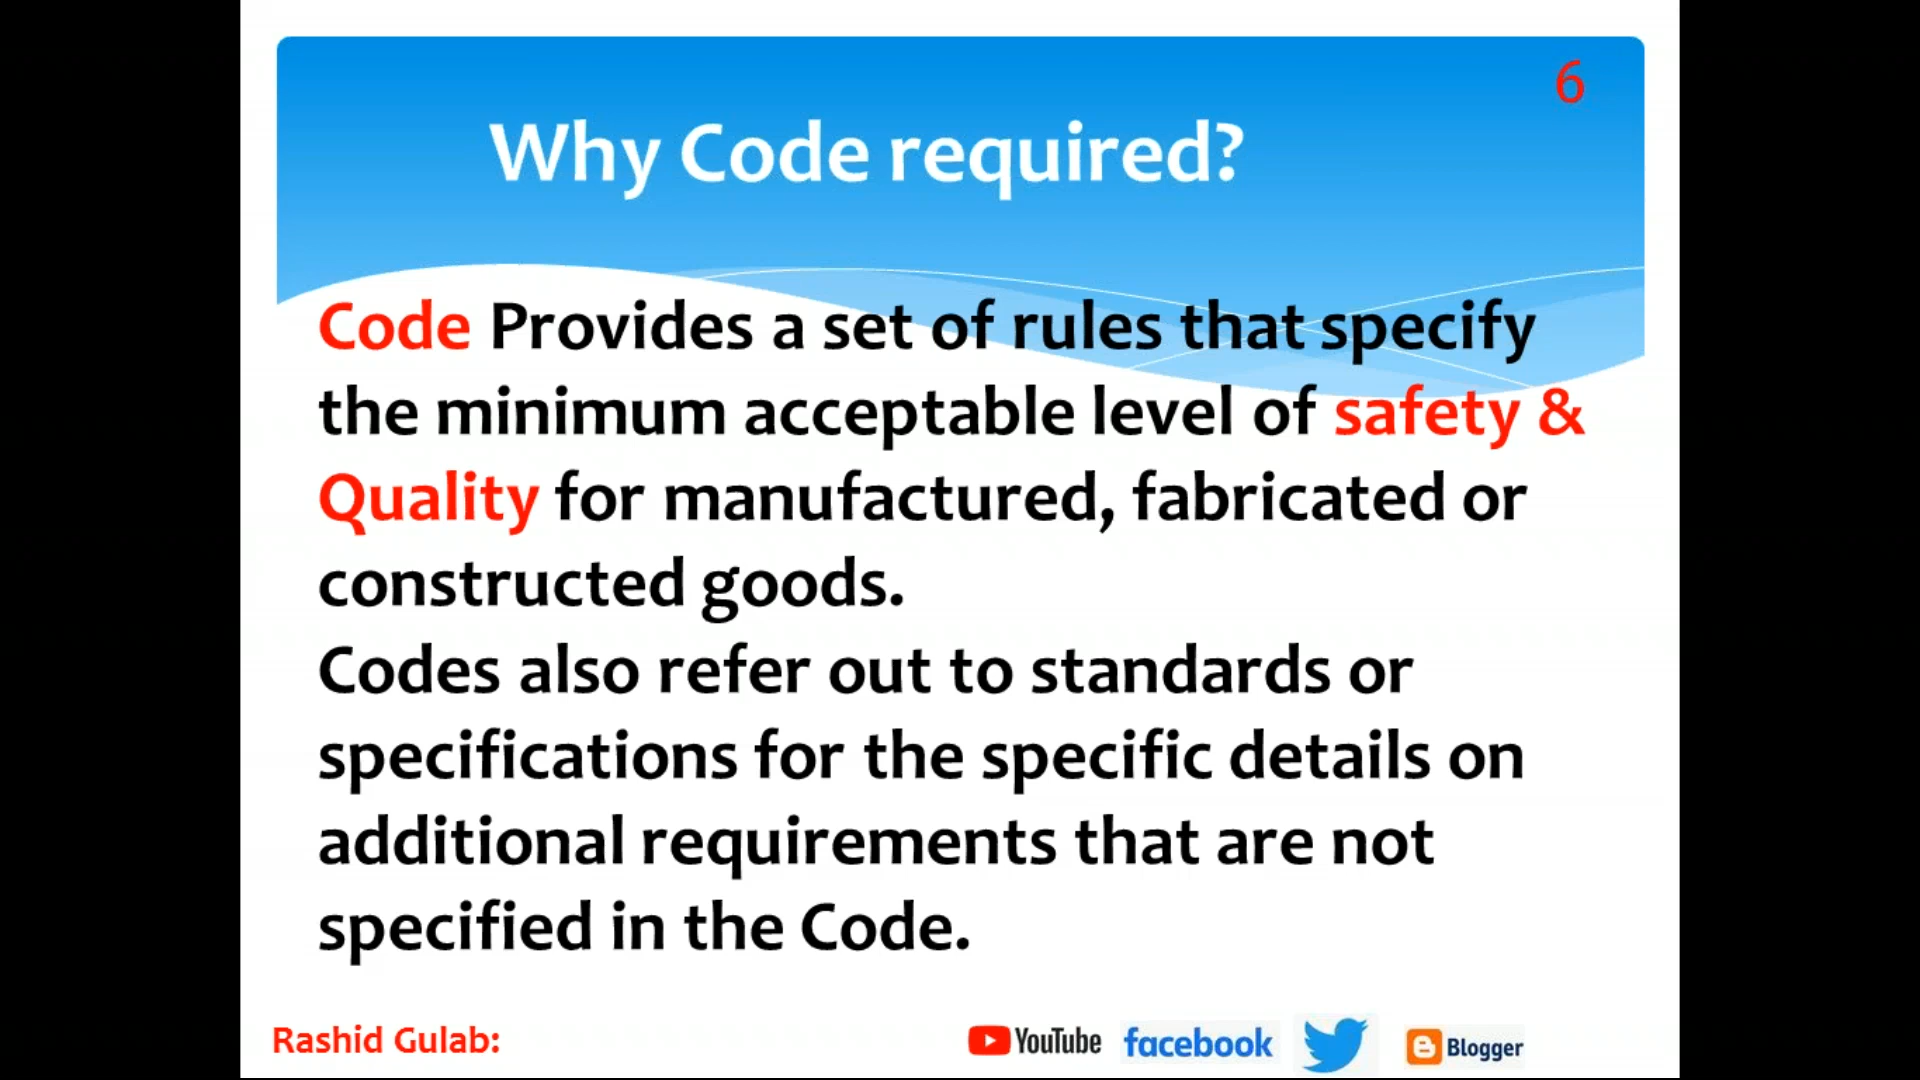 6
Why Code required?
Code Provides a set of rules that specify
the minimum acceptable level of safety &
Quality for manufactured, fabricated or
constructed goods.
Codes also refer out to standards or
specifications for the specific details on
additional requirements that are not
specified in the Code.
Rashid Gulab: YouTube facebook Blogger